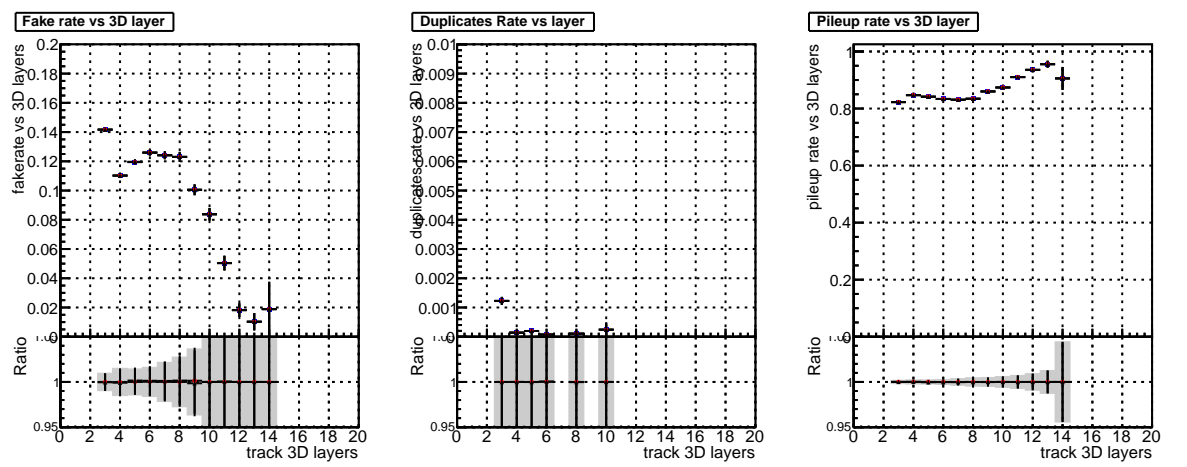 Fake rate vs 3D layer
fakerate vs 3D layers
0.2
0.18
0.16
0.14
0.12
0.1
0.08
0.06
0.04
0.02
0
Ratio
1
0.95
0 2 4 6 8 10 12 14 16 18 20
track 3D layers
Duplicates Rate vs layer
duplicates rate vs 3D layers
0.01
0.009
0.008
0.007
0.006
0.005
0.004
0.003
0.002
0.001
0
Ratio
1
0.95
0 2 4 6 8 10 12 14 16 18 20
track 3D layers
Pileup rate vs 3D layer
pileup rate vs 3D layers
1
0.8
0.6
0.4
0.2
0
Ratio
1
0.95
0 2 4 6 8 10 12 14 16 18 20
track 3D layers